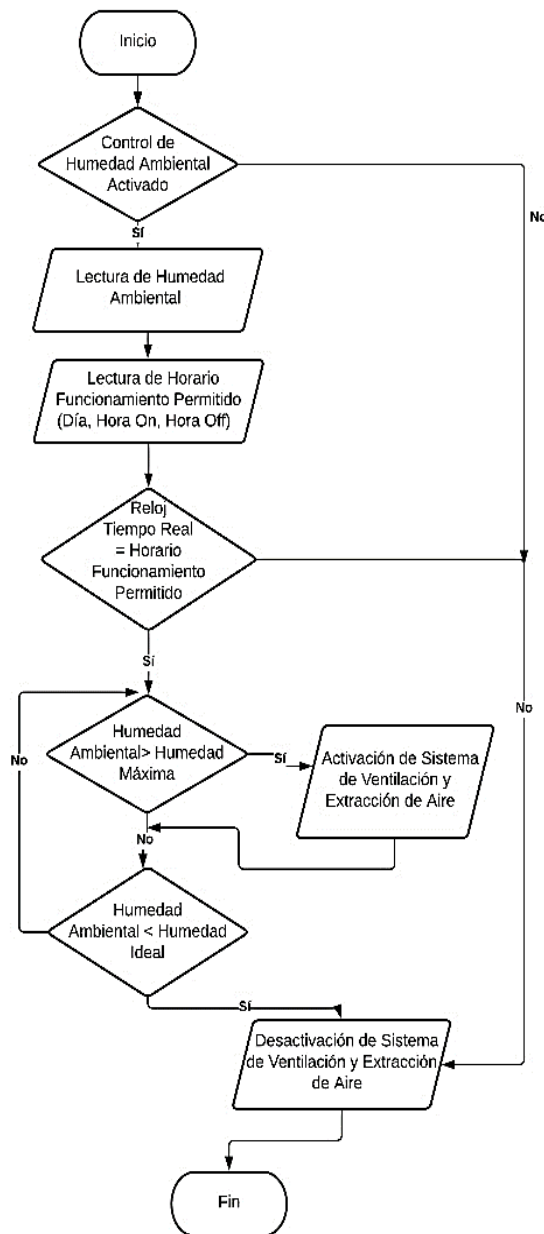 Inicio
Control de
Humedad Ambiental
Activado
No
Sí
Lectura de Humedad
Ambiental
Lectura de Horario
Funcionamiento Permitido
(Día, Hora On, Hora Off)
Reloj
Tiempo Real
= Horario
Funcionamiento
Permitido
Sí
No
Humedad
Ambiental> Humedad
Máxima
Sí
Activación de Sistema
de Ventilación y
Extracción de Aire
No
No
Humedad
Ambiental < Humedad
Ideal
Sí
Desactivación de Sistema
de Ventilación y Extracción
de Aire
Fin